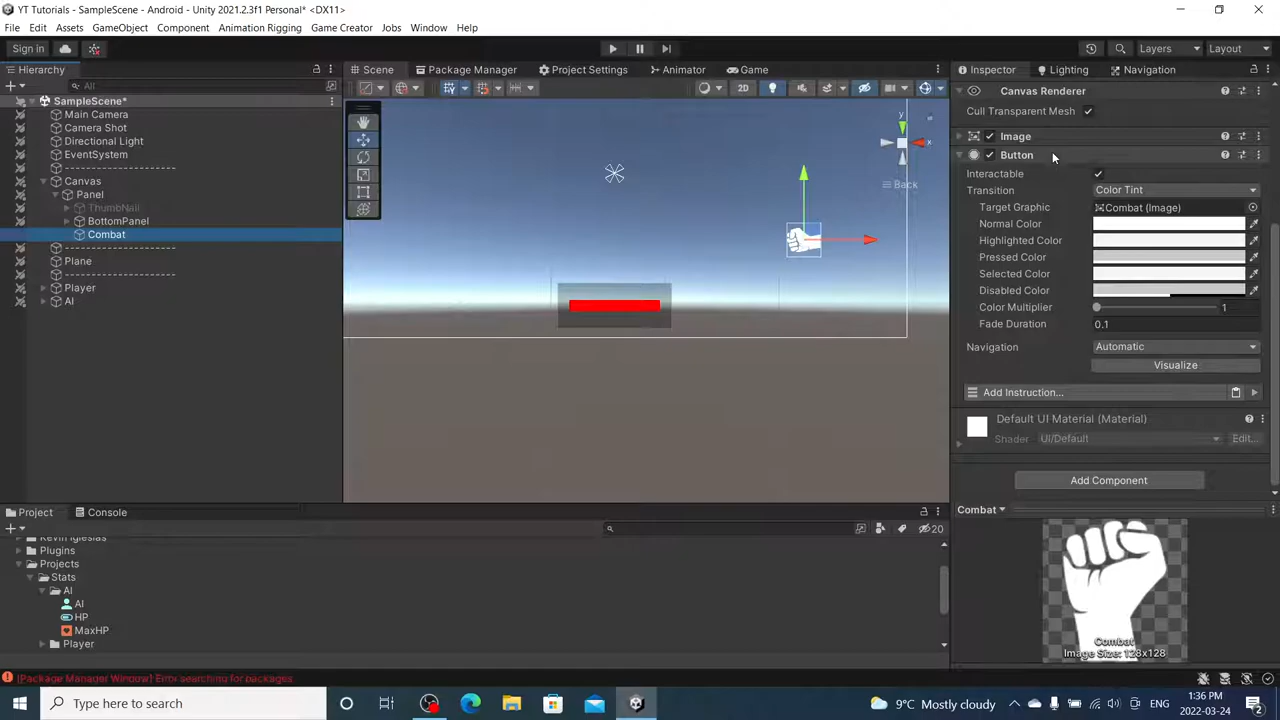 YT Tutorials - SampleScene - Android - Unity 2021.2.3f1 Personal* <DX11>
File Edit Assets GameObject Component Animation Rigging Game Creator Jobs Window Help
Sign in
Layers
Layout
Hierarchy
All
SampleScene*
Main Camera
Camera Shot
Directional Light
EventSystem
------------------------
Canvas
Panel
ThumbNail
BottomPanel
Combat
------------------------
Plane
------------------------
Player
AI
Scene
Package Manager
Project Settings
Animator
Game
2D
y
x
Back
Inspector
Lighting
Navigation
Canvas Renderer
Cull Transparent Mesh
Image
Button
Interactable
Transition Color Tint
Target Graphic Combat (Image)
Normal Color
Highlighted Color
Pressed Color
Selected Color
Disabled Color
Color Multiplier 1
Fade Duration 0.1
Navigation Automatic
Visualize
Add Instruction...
Default UI Material (Material)
Shader UI/Default Edit...
Add Component
Combat
Combat
Image Size: 128x128
Project
Console
20
Kevin Iglesias
Plugins
Projects
Stats
AI
AI
HP
MaxHP
Player
[Package Manager Window] Error searching for packages
Type here to search
9°C Mostly cloudy
ENG
1:36 PM
2022-03-24
2